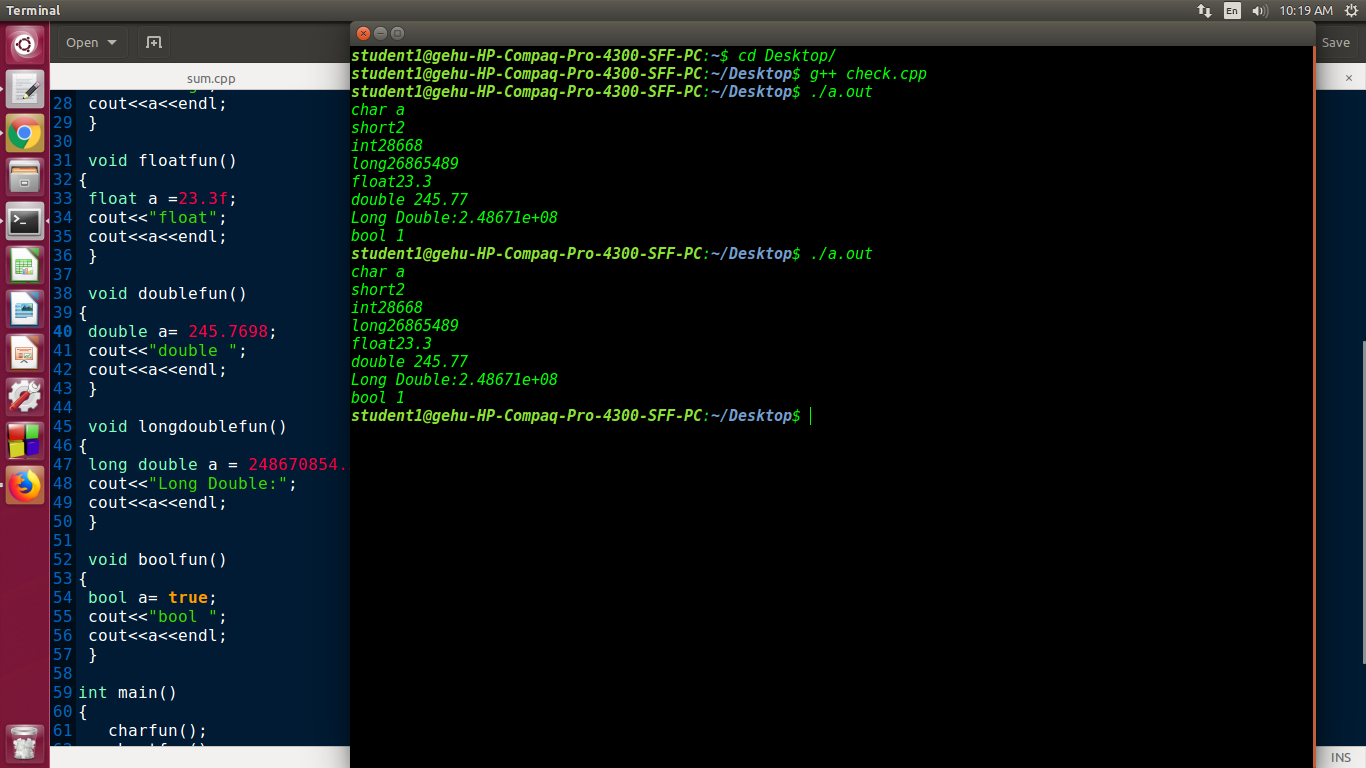 Terminal
En
10:19 AM
Open
Save
sum.cpp
28 cout<<a<<endl;
29 }
30
31 void floatfun()
32 {
33 float a =23.3f;
34 cout<<"float";
35 cout<<a<<endl;
36 }
37
38 void doublefun()
39 {
40 double a= 245.7698;
41 cout<<"double ";
42 cout<<a<<endl;
43 }
44
45 void longdoublefun()
46 {
47 long double a = 248670854.
48 cout<<"Long Double:";
49 cout<<a<<endl;
50 }
51
52 void boolfun()
53 {
54 bool a= true;
55 cout<<"bool ";
56 cout<<a<<endl;
57 }
58
59 int main()
60 {
61 charfun();
student1@gehu-HP-Compaq-Pro-4300-SFF-PC:~$ cd Desktop/
student1@gehu-HP-Compaq-Pro-4300-SFF-PC:~/Desktop$ g++ check.cpp
student1@gehu-HP-Compaq-Pro-4300-SFF-PC:~/Desktop$ ./a.out
char a
short2
int28668
long26865489
float23.3
double 245.77
Long Double:2.48671e+08
bool 1
student1@gehu-HP-Compaq-Pro-4300-SFF-PC:~/Desktop$ ./a.out
char a
short2
int28668
long26865489
float23.3
double 245.77
Long Double:2.48671e+08
bool 1
student1@gehu-HP-Compaq-Pro-4300-SFF-PC:~/Desktop$
INS